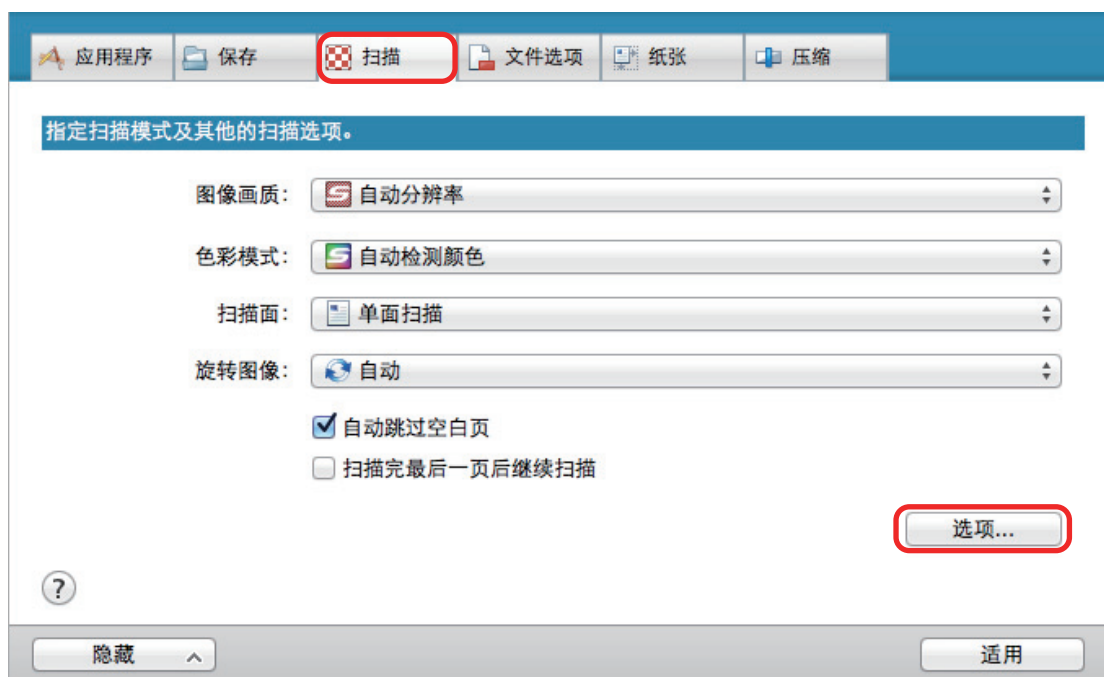 应用程序 保存 扫描 文件选项 纸张 压缩
指定扫描模式及其他的扫描选项。
图像画质: 自动分辨率
色彩模式: 自动检测颜色
扫描面: 单面扫描
旋转图像: 自动
自动跳过空白页
扫描完最后一页后继续扫描
选项...
?
隐藏 适用